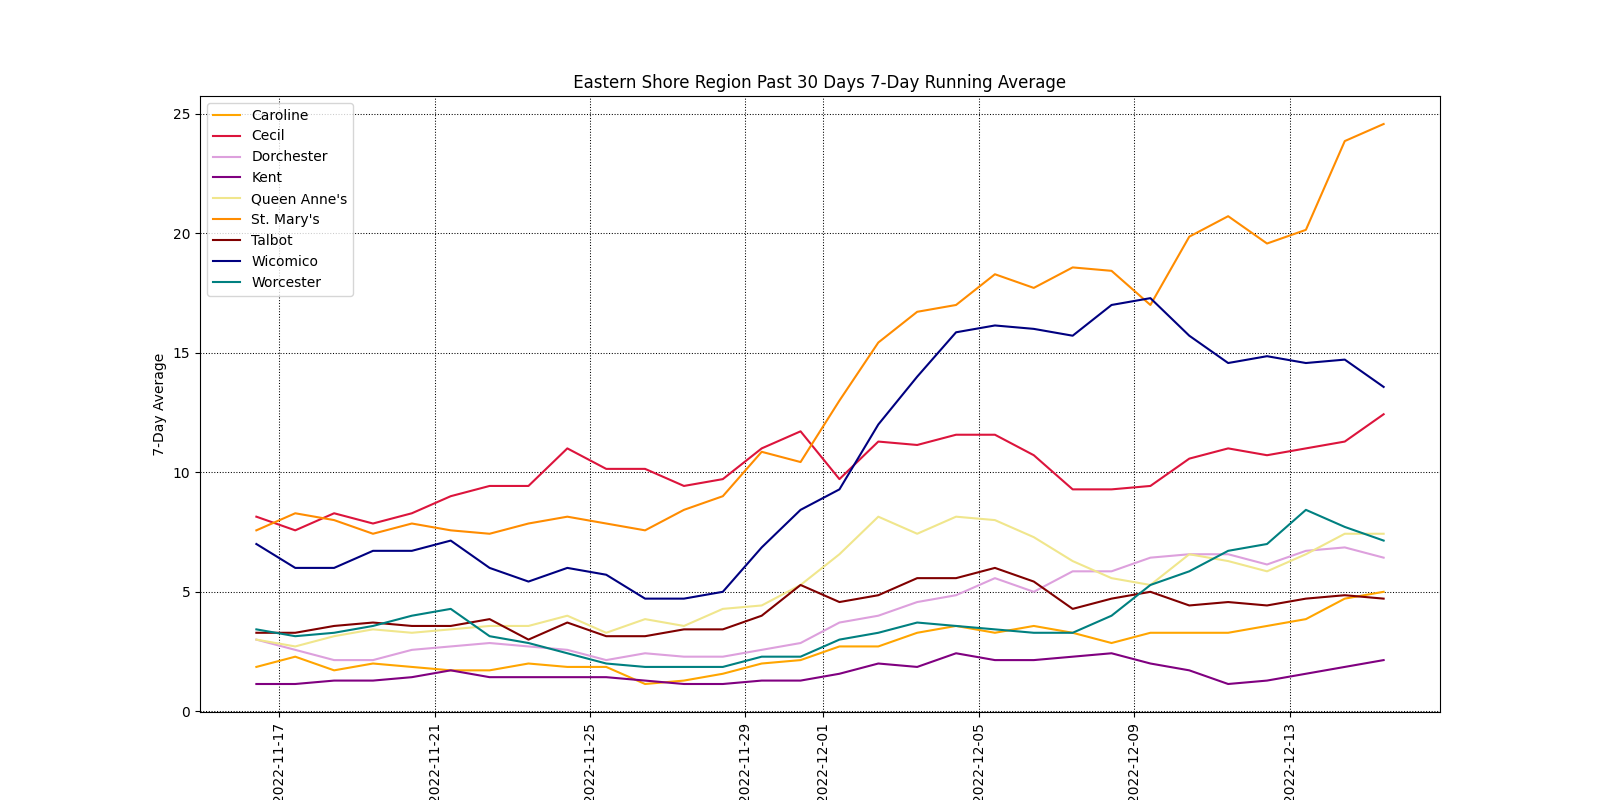 Eastern Shore Region Past 30 Days 7-Day Running Average
25
20
15
10
5
0
7-Day Average
Caroline
Cecil
Dorchester
Kent
Queen Anne's
St. Mary's
Talbot
Wicomico
Worcester
2022-11-17
2022-11-21
2022-11-25
2022-11-29
2022-12-01
2022-12-05
2022-12-09
2022-12-13